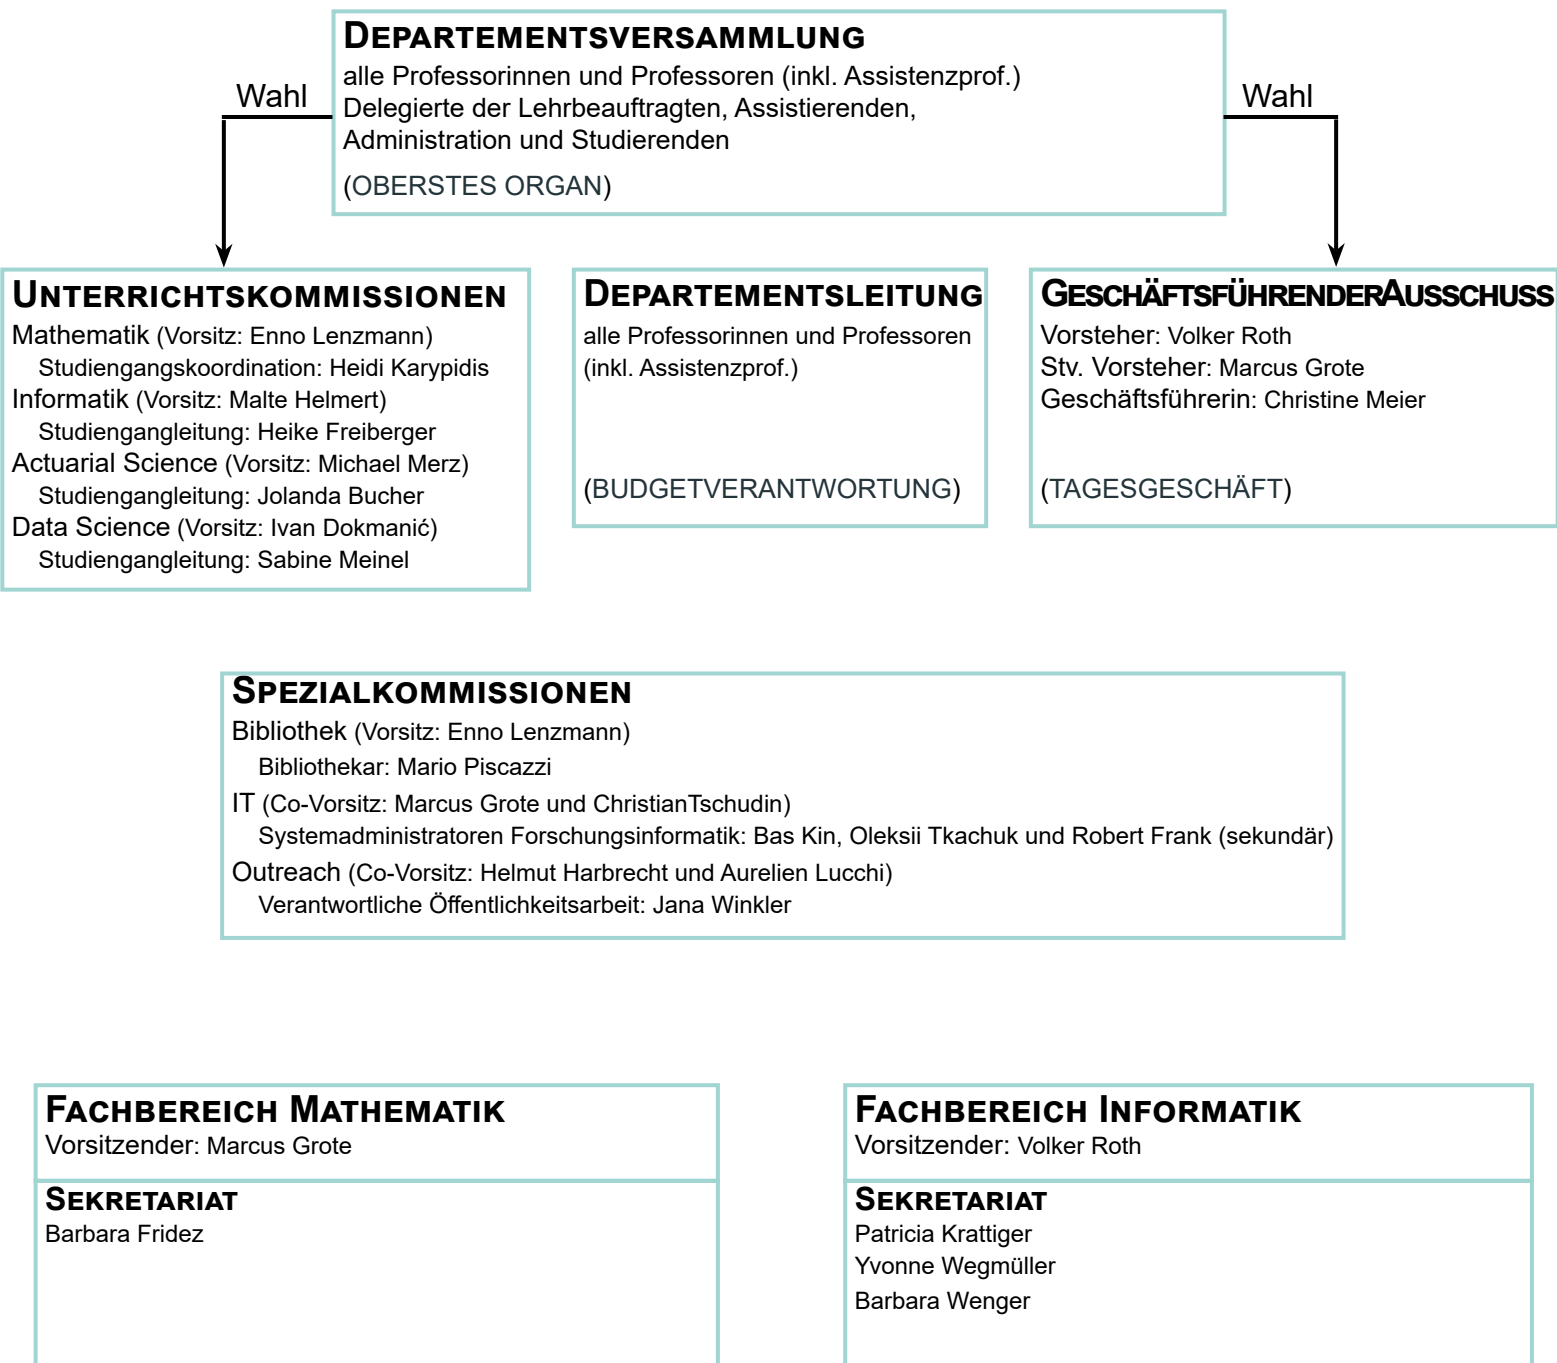 DEPARTEMENTSVERSAMMLUNG
alle Professorinnen und Professoren (inkl. Assistenzprof.)
Delegierte der Lehrbeauftragten, Assistierenden,
Administration und Studierenden
(OBERSTES ORGAN)
Wahl
Wahl
UNTERRICHTSKOMMISSIONEN
Mathematik (Vorsitz: Enno Lenzmann)
Studiengangskoordination: Heidi Karypidis
Informatik (Vorsitz: Malte Helmert)
Studiengangleitung: Heike Freiberger
Actuarial Science (Vorsitz: Michael Merz)
Studiengangleitung: Jolanda Bucher
Data Science (Vorsitz: Ivan Dokmanić)
Studiengangleitung: Sabine Meinel
DEPARTEMENTSLEITUNG
alle Professorinnen und Professoren
(inkl. Assistenzprof.)
(BUDGETVERANTWORTUNG)
GESCHÄFTSFÜHRENDERAUSSCHUSS
Vorsteher: Volker Roth
Stv. Vorsteher: Marcus Grote
Geschäftsführerin: Christine Meier
(TAGESGESCHÄFT)
SPEZIALKOMMISSIONEN
Bibliothek (Vorsitz: Enno Lenzmann)
Bibliothekar: Mario Piscazzi
IT (Co-Vorsitz: Marcus Grote und ChristianTschudin)
Systemadministratoren Forschungsinformatik: Bas Kin, Oleksii Tkachuk und Robert Frank (sekundär)
Outreach (Co-Vorsitz: Helmut Harbrecht und Aurelien Lucchi)
Verantwortliche Öffentlichkeitsarbeit: Jana Winkler
FACHBEREICH MATHEMATIK
Vorsitzender: Marcus Grote
SEKRETARIAT
Barbara Fridez
FACHBEREICH INFORMATIK
Vorsitzender: Volker Roth
SEKRETARIAT
Patricia Krattiger
Yvonne Wegmüller
Barbara Wenger